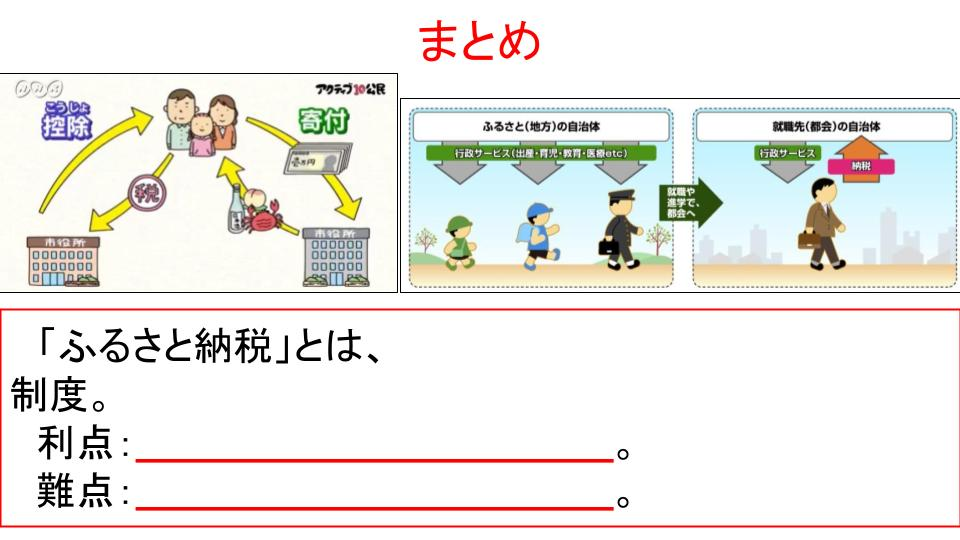 まとめ
NHK
アクティブ10公民
こうじょ
控除
寄付
壱万円
税
市役所
市役所
ふるさと(地方)の自治体
行政サービス(出産・育児・教育・医療etc)
就職や
進学で、
都会へ
就職先(都会)の自治体
行政サービス
納税
「ふるさと納税」とは、
制度。
利点:。
難点:。